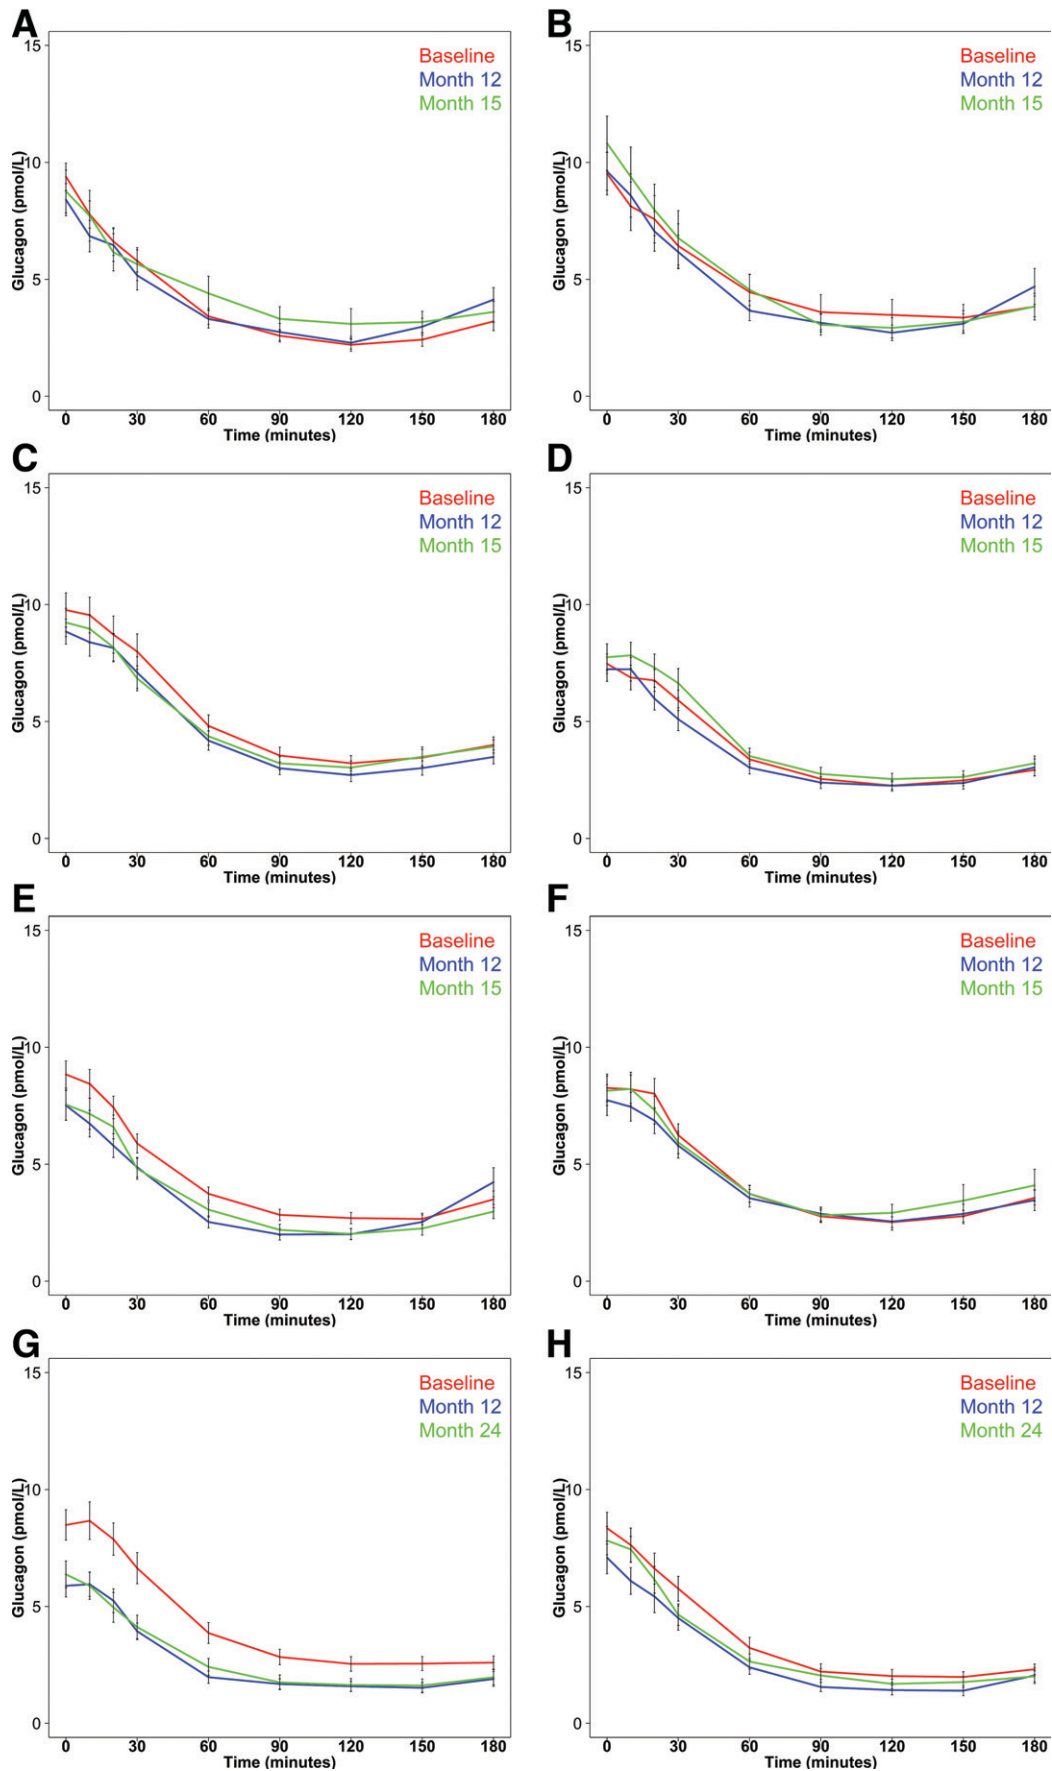 A
Baseline
Month 12
Month 15
Glucagon (pmol/L)
15
10
5
0
0 30 60 90 120 150 180
Time (minutes)
B
Baseline
Month 12
Month 15
Glucagon (pmol/L)
15
10
5
0
0 30 60 90 120 150 180
Time (minutes)
C
Baseline
Month 12
Month 15
Glucagon (pmol/L)
15
10
5
0
0 30 60 90 120 150 180
Time (minutes)
D
Baseline
Month 12
Month 15
Glucagon (pmol/L)
15
10
5
0
0 30 60 90 120 150 180
Time (minutes)
E
Baseline
Month 12
Month 15
Glucagon (pmol/L)
15
10
5
0
0 30 60 90 120 150 180
Time (minutes)
F
Baseline
Month 12
Month 15
Glucagon (pmol/L)
15
10
5
0
0 30 60 90 120 150 180
Time (minutes)
G
Baseline
Month 12
Month 24
Glucagon (pmol/L)
15
10
5
0
0 30 60 90 120 150 180
Time (minutes)
H
Baseline
Month 12
Month 24
Glucagon (pmol/L)
15
10
5
0
0 30 60 90 120 150 180
Time (minutes)